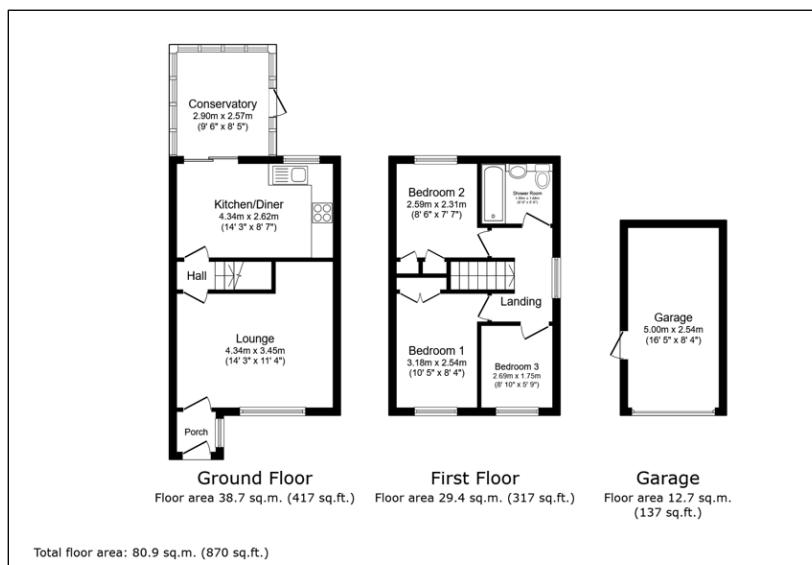 Conservatory
2.90m x 2.57m
(9' 6" x 8' 5")
Kitchen/Diner
4.34m x 2.62m
(14' 3" x 8' 7")
Hall
Lounge
4.34m x 3.45m
(14' 3" x 11' 4")
Porch
Ground Floor
Floor area 38.7 sq.m. (417 sq.ft.)
Bedroom 2
2.59m x 2.31m
(8' 6" x 7' 7")
Shower Room
Landing
Bedroom 1
3.18m x 2.54m
(10' 5" x 8' 4")
Bedroom 3
2.69m x 1.75m
(8' 10" x 5' 9")
First Floor
Floor area 29.4 sq.m. (317 sq.ft.)
Garage
5.00m x 2.54m
(16' 5" x 8' 4")
Garage
Floor area 12.7 sq.m.
(137 sq.ft.)
Total floor area: 80.9 sq.m. (870 sq.ft.)